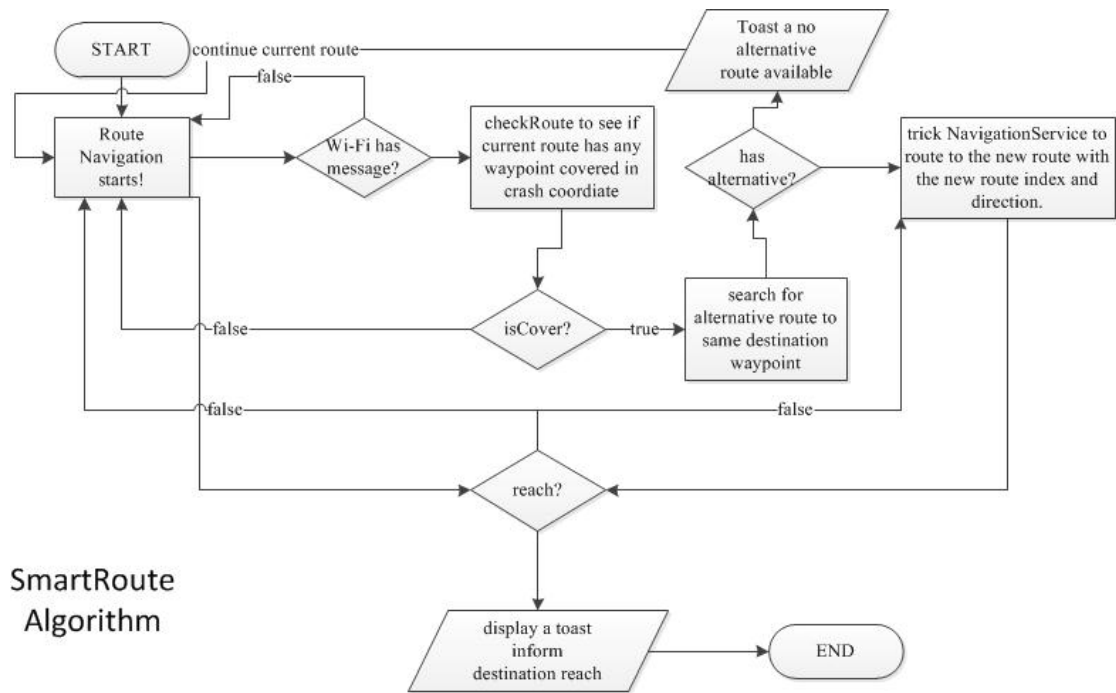 START
continue current route
Toast a no
alternative
route available
false
Route
Navigation
starts!
Wi-Fi has
message?
checkRoute to see if
current route has any
waypoint covered in
crash coordiate
has
alternative?
trick NavigationService to
route to the new route with
the new route index and
direction.
false
isCover?
true
search for
alternative route to
same destination
waypoint
false
false
reach?
SmartRoute
Algorithm
display a toast
inform
destination reach
END